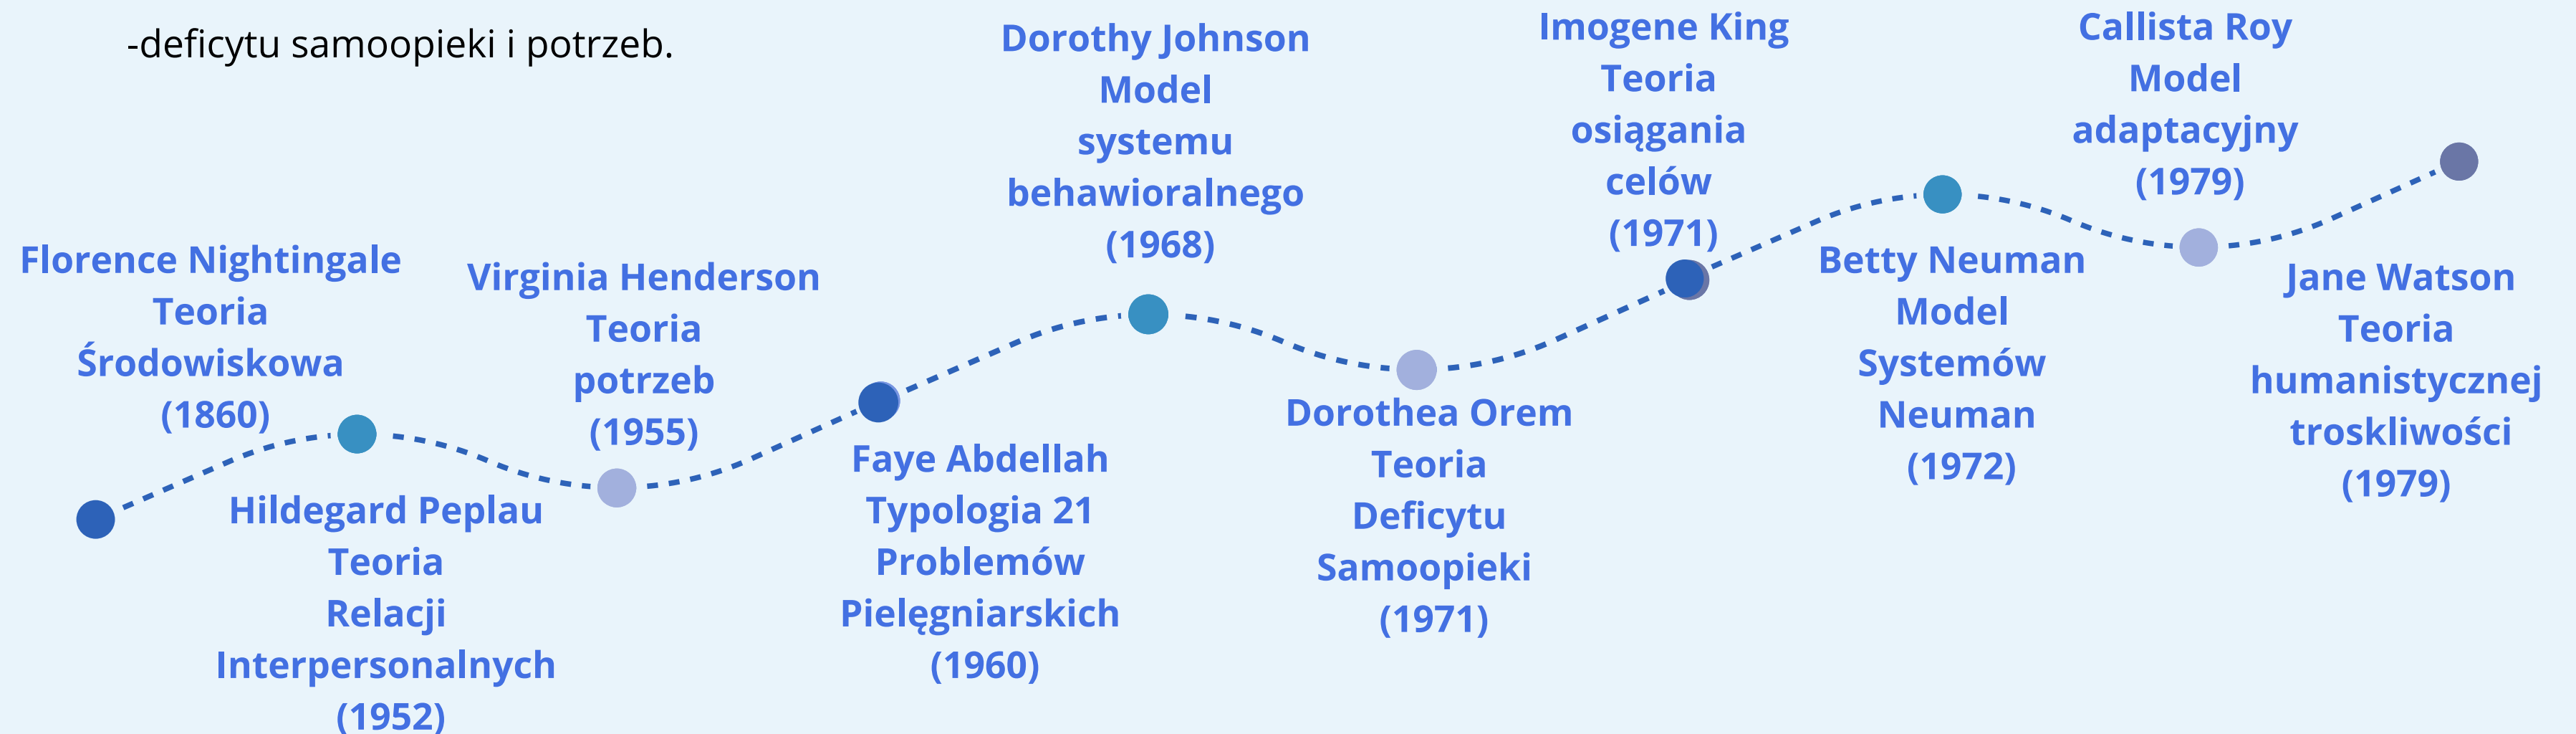 -deficytu samoopieki i potrzeb.
Florence Nightingale
Teoria
Środowiskowa
(1860)
Hildegard Peplau
Teoria
Relacji
Interpersonalnych
(1952)
Virginia Henderson
Teoria
potrzeb
(1955)
Faye Abdellah
Typologia 21
Problemów
Pielęgniarskich
(1960)
Dorothy Johnson
Model
systemu
behawioralnego
(1968)
Dorothea Orem
Teoria
Deficytu
Samoopieki
(1971)
Imogene King
Teoria
osiągania
celów
(1971)
Betty Neuman
Model
Systemów
Neuman
(1972)
Callista Roy
Model
adaptacyjny
(1979)
Jane Watson
Teoria
humanistycznej
troskliwości
(1979)